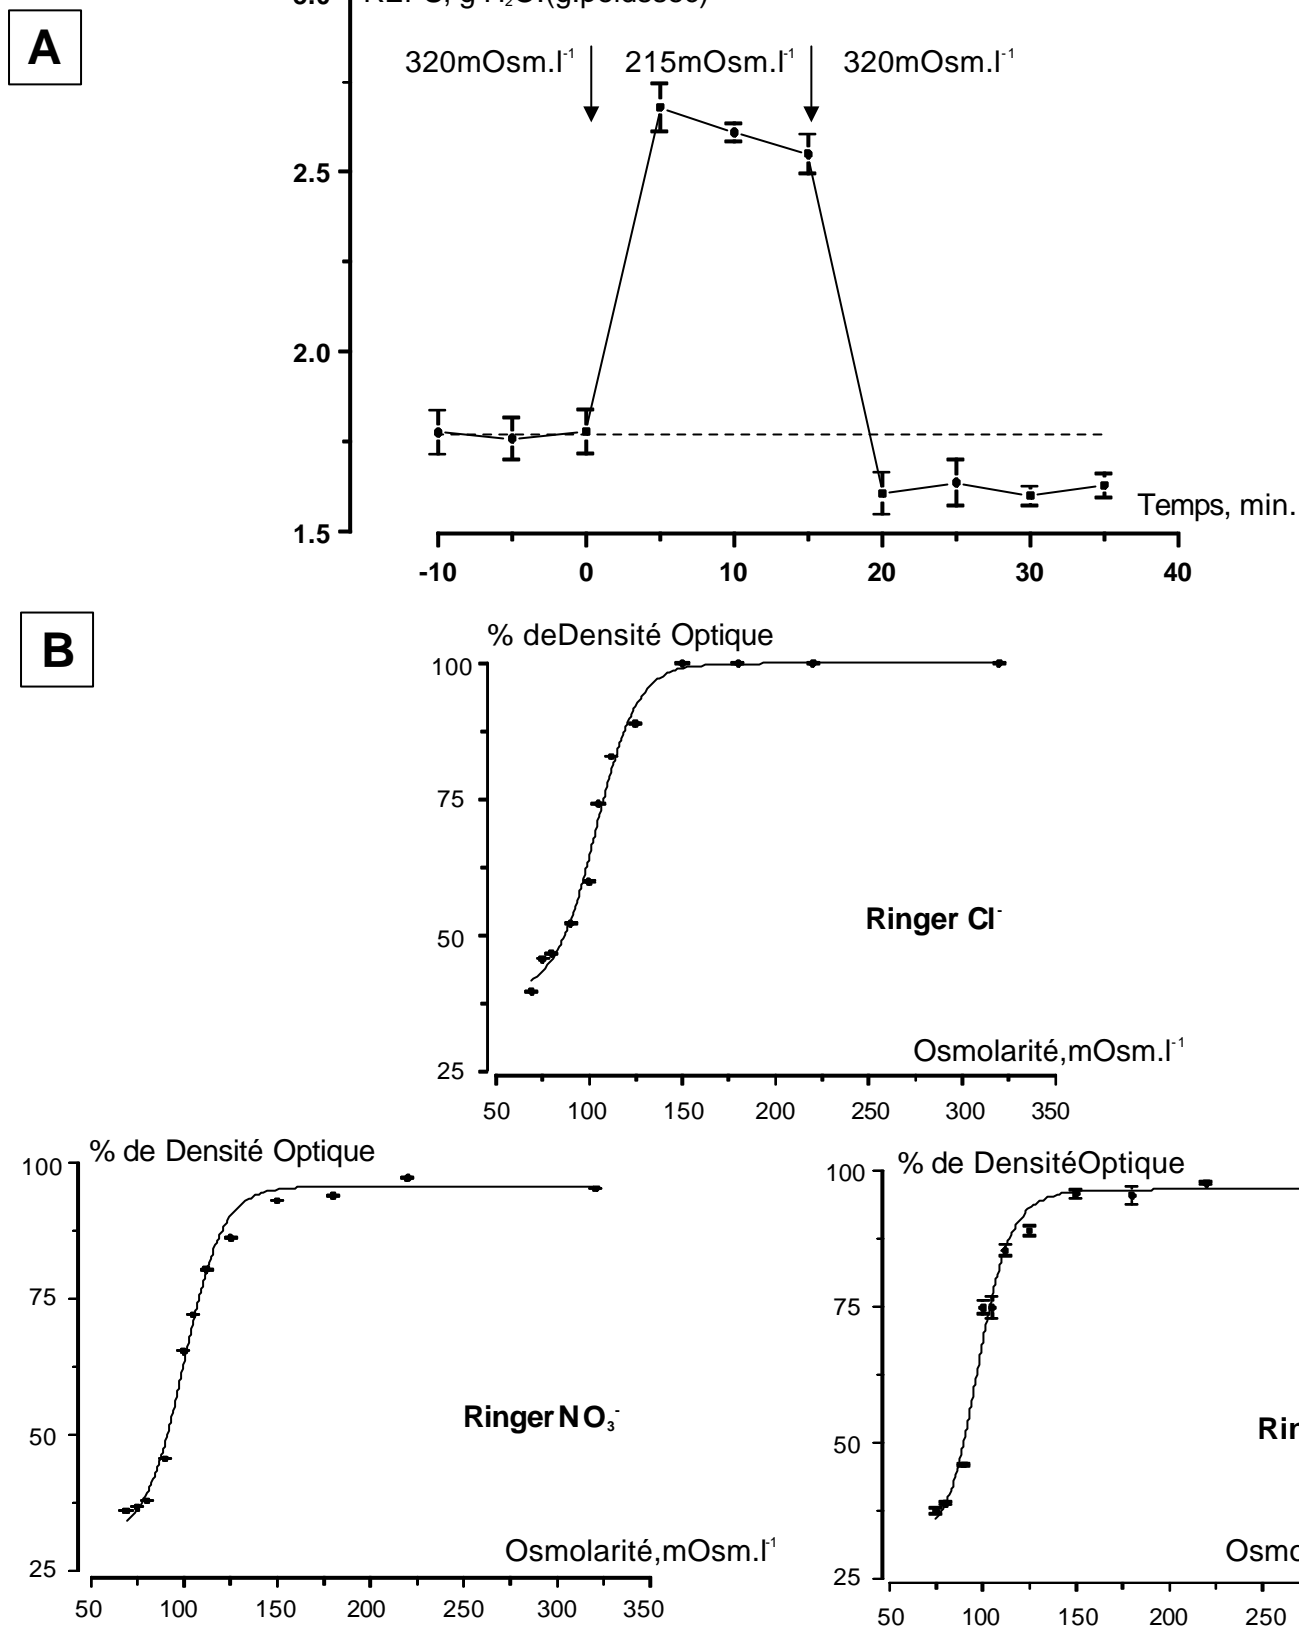 A
320mOsm.l⁻¹ 215mOsm.l⁻¹ 320mOsm.l⁻¹
2.5
2.0
1.5
Temps, min.
-10 0 10 20 30 40
B
% deDensité Optique
100
75
50
25
Ringer Cl⁻
Osmolarité,mOsm.l⁻¹
50 100 150 200 250 300 350
% de Densité Optique
100
75
50
25
Ringer NO₃⁻
Osmolarité,mOsm.l⁻¹
50 100 150 200 250 300 350
% de DensitéOptique
100
75
50
25
Rin
Osmo
50 100 150 200 250